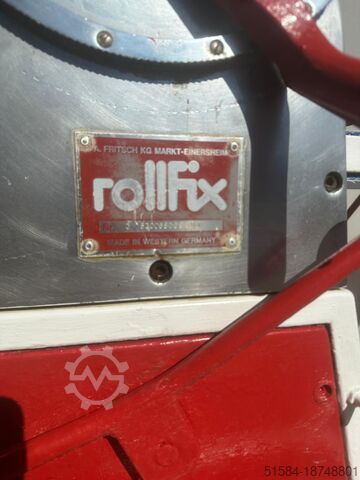 FRITSCH KG MARKT-EINERSHEIM
rollfix
MADE IN WESTERN GERMANY
51584-18748801